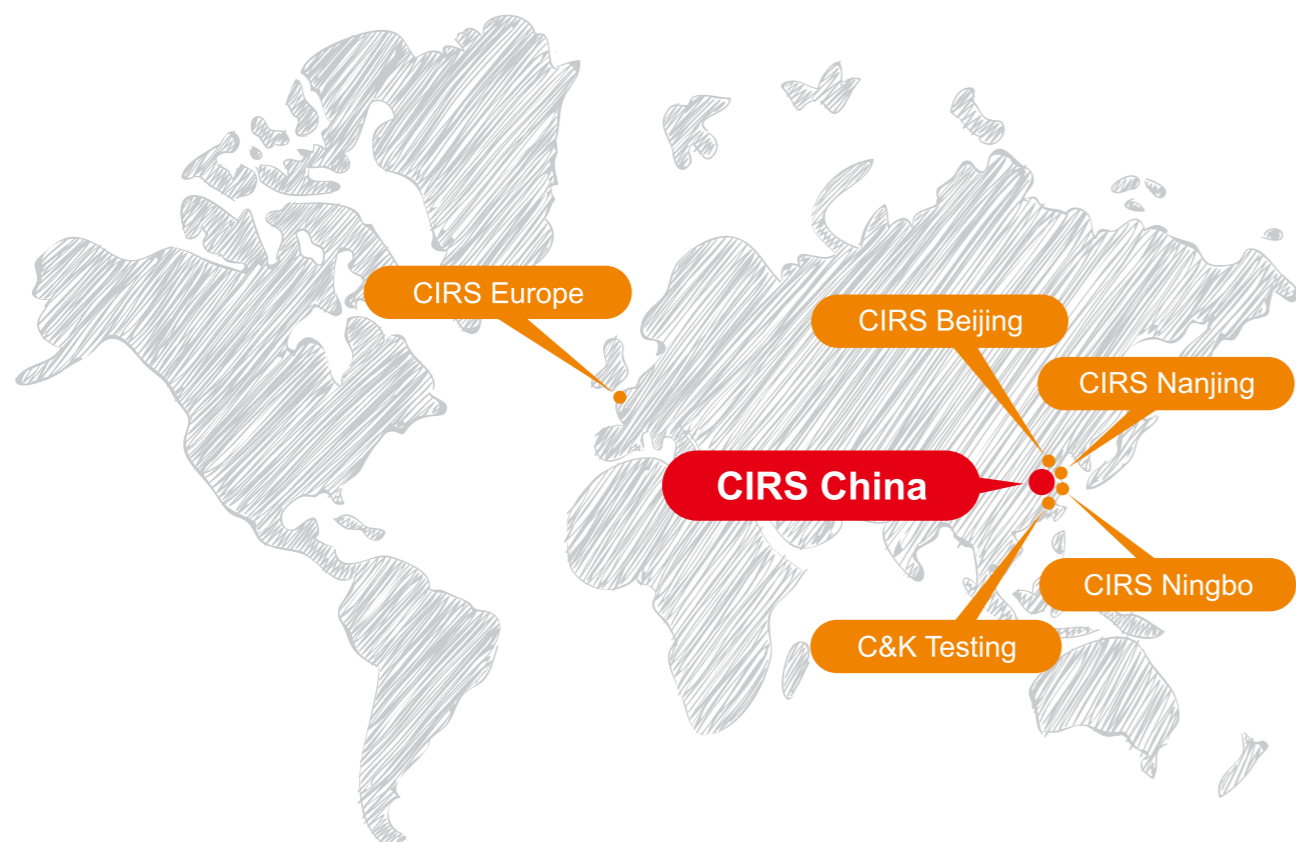 CIRS Europe
CIRS Beijing
CIRS Nanjing
CIRS China
CIRS Ningbo
C&K Testing